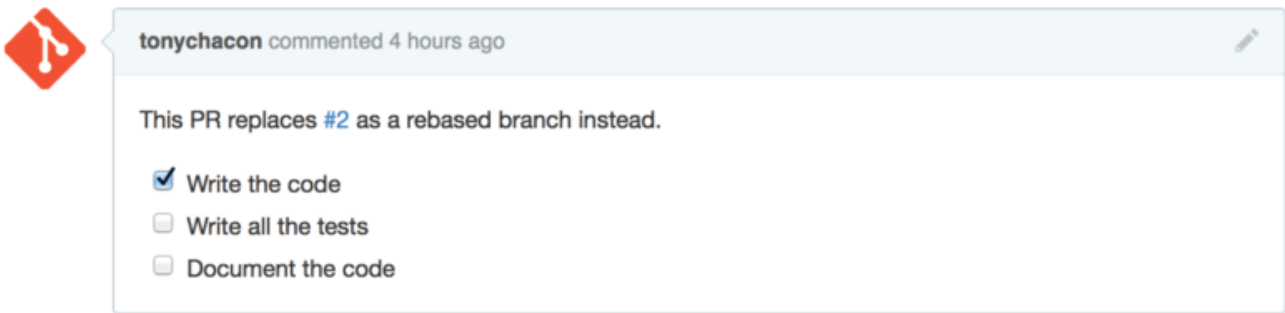 tonychacon commented 4 hours ago
This PR replaces #2 as a rebased branch instead.
Write the code
Write all the tests
Document the code